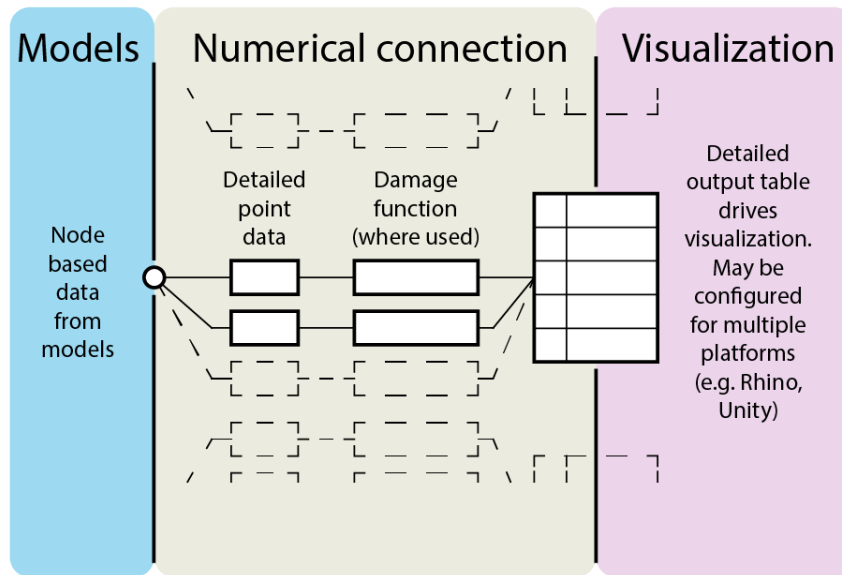 Models
Numerical connection
Visualization
Node
based
data
from
models
Detailed
point
data
Damage
function
(where used)
Detailed
output table
drives
visualization.
May be
configured
for multiple
platforms
(e.g. Rhino,
Unity)